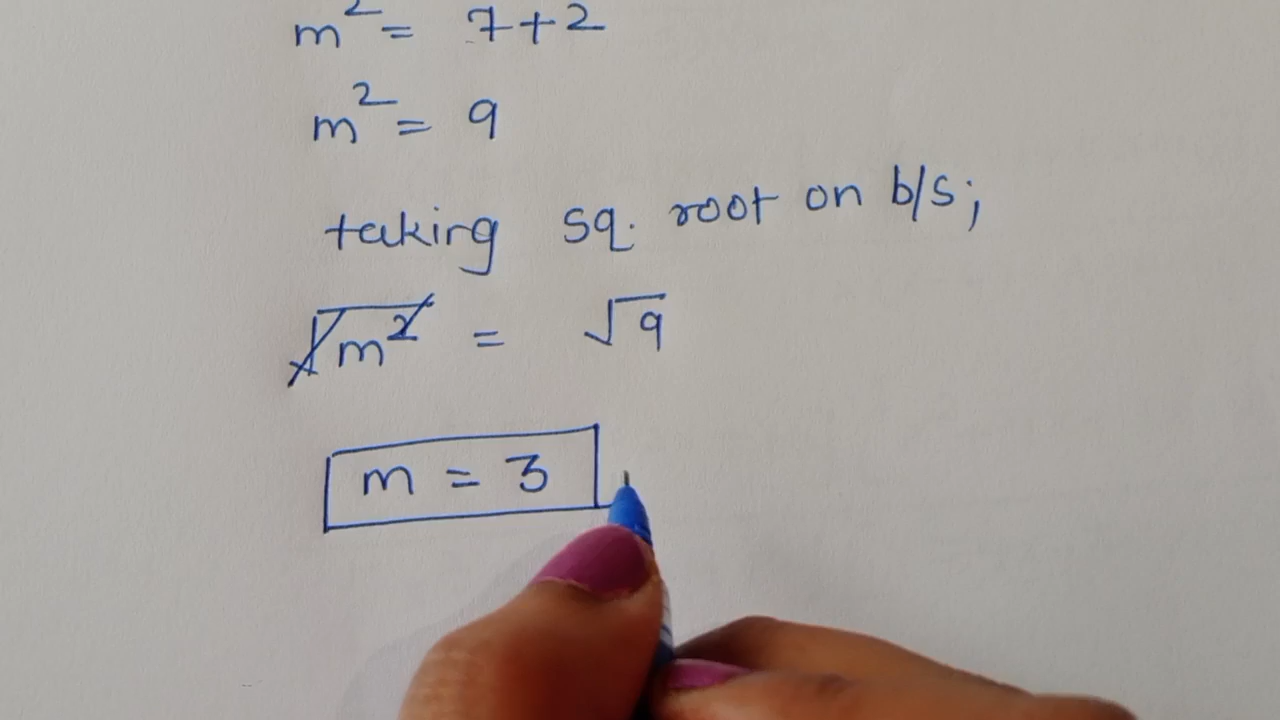 m² = 7+2
m² = 9
taking sq. root on b/s;
√m² = √9
m = 3